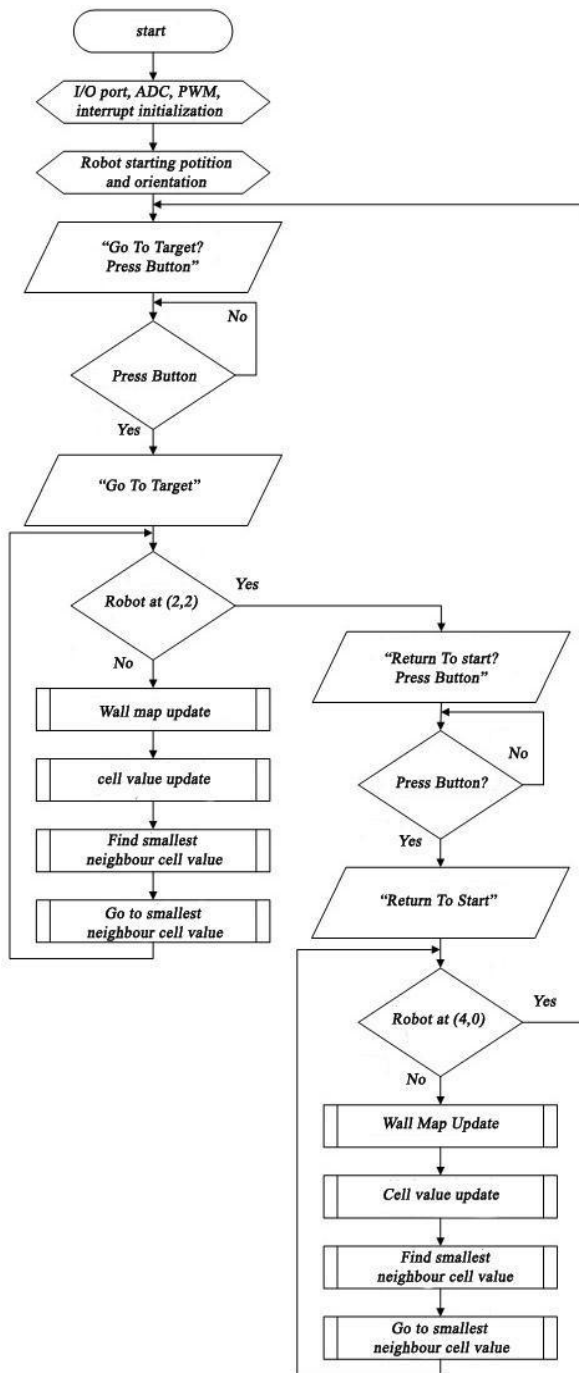 start
I/O port, ADC, PWM,
interrupt initialization
Robot starting potition
and orientation
“Go To Target?
Press Button”
No
Press Button
Yes
“Go To Target”
Robot at (2,2)
Yes
No
Wall map update
cell value update
Find smallest
neighbour cell value
Go to smallest
neighbour cell value
“Return To start?
Press Button”
No
Press Button?
Yes
“Return To Start”
Robot at (4,0)
Yes
No
Wall Map Update
Cell value update
Find smallest
neighbour cell value
Go to smallest
neighbour cell value